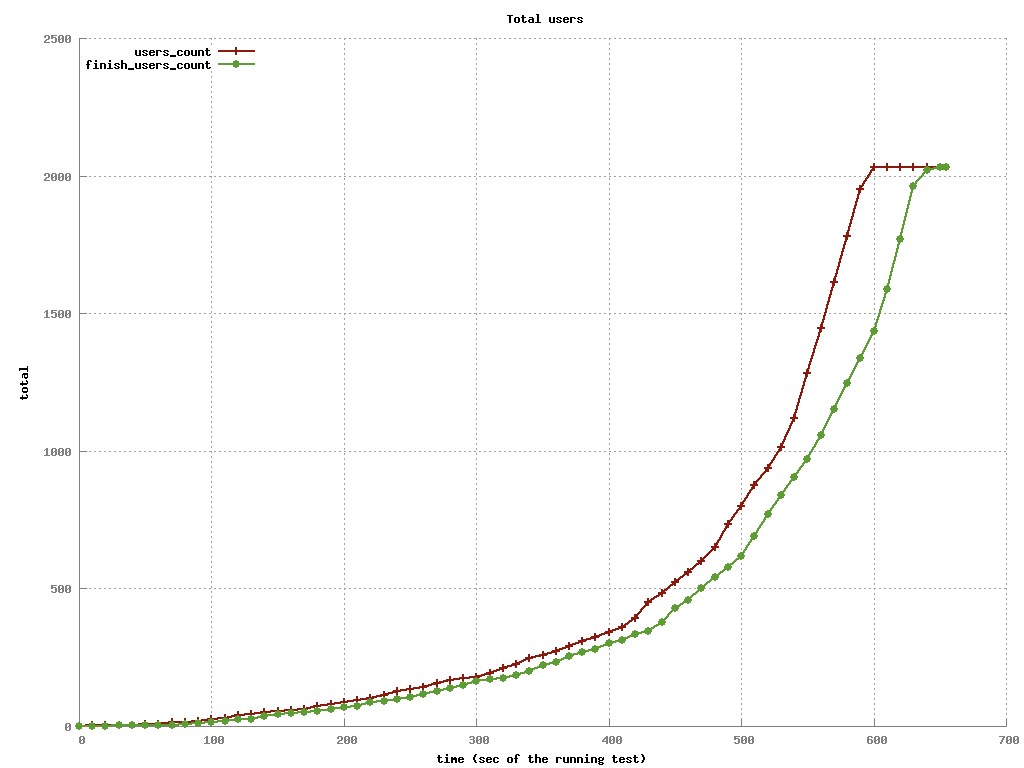 Total users
2500
users_count
finish_users_count
2000
1500
total
1000
500
0
0 100 200 300 400 500 600 700
time (sec of the running test)